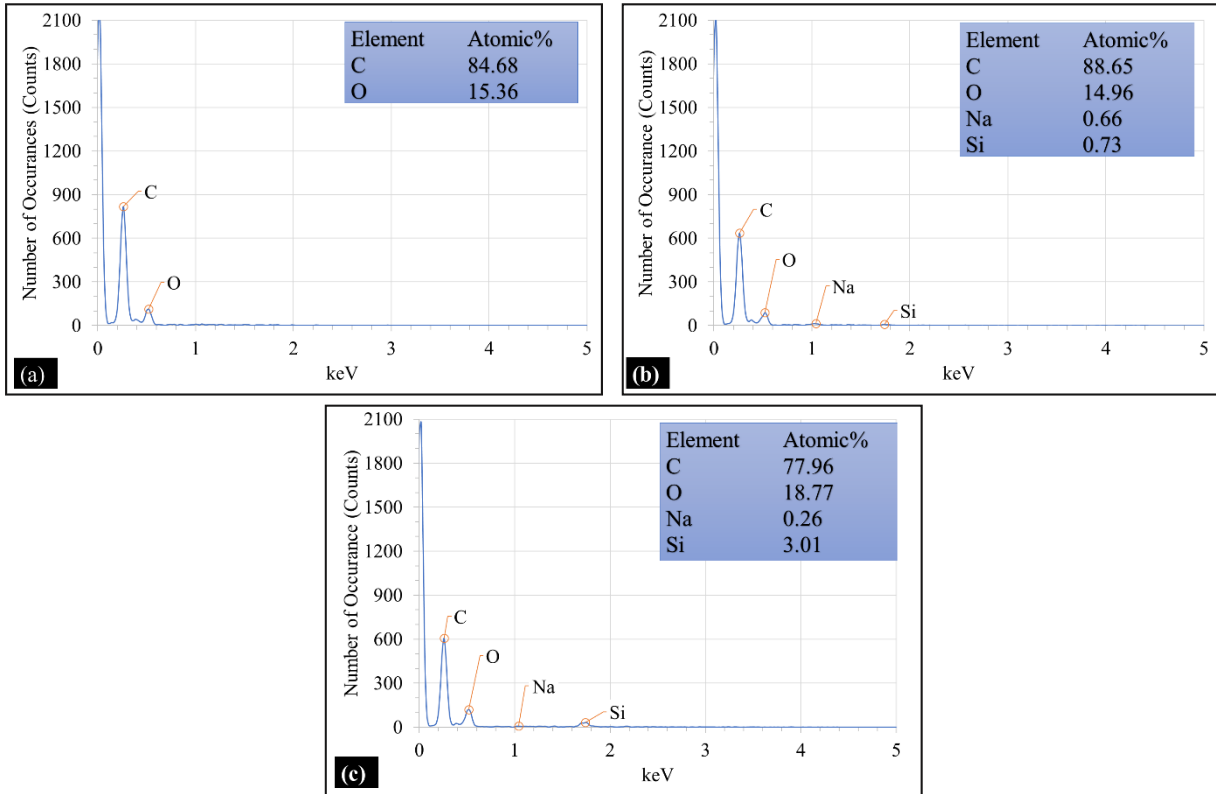 Number of Occurances (Counts)
2100
1800
1500
1200
900
600
300
0
Element Atomic%
C 84.68
O 15.36
C
O
0 1 2 3 4 5
keV
(a)
Number of Occurance (Counts)
2100
1800
1500
1200
900
600
300
0
Element Atomic%
C 88.65
O 14.96
Na 0.66
Si 0.73
C
O
Na
Si
0 1 2 3 4 5
keV
(b)
Number of Occurance (Counts)
2100
1800
1500
1200
900
600
300
0
Element Atomic%
C 77.96
O 18.77
Na 0.26
Si 3.01
C
O
Na
Si
0 1 2 3 4 5
keV
(c)